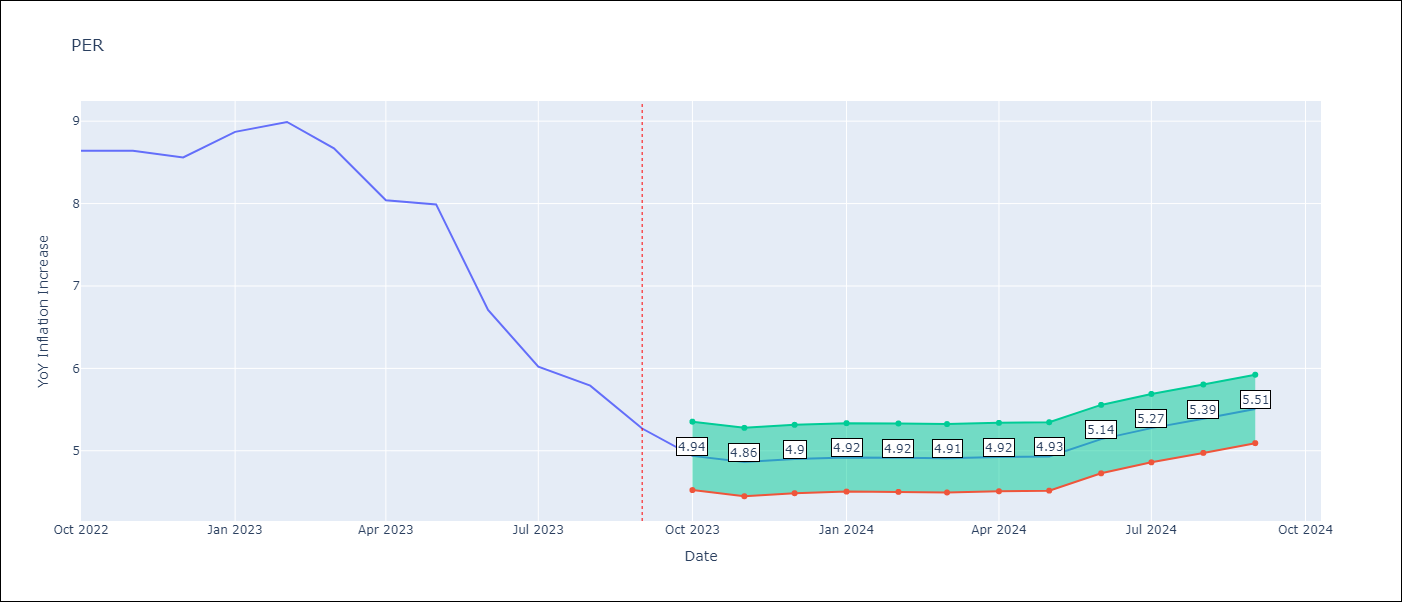 PER
YoY Inflation Increase
9
8
7
6
5
4.94
4.86
4.9
4.92
4.92
4.91
4.92
4.93
5.14
5.27
5.39
5.51
Oct 2022
Jan 2023
Apr 2023
Jul 2023
Oct 2023
Jan 2024
Apr 2024
Jul 2024
Oct 2024
Date